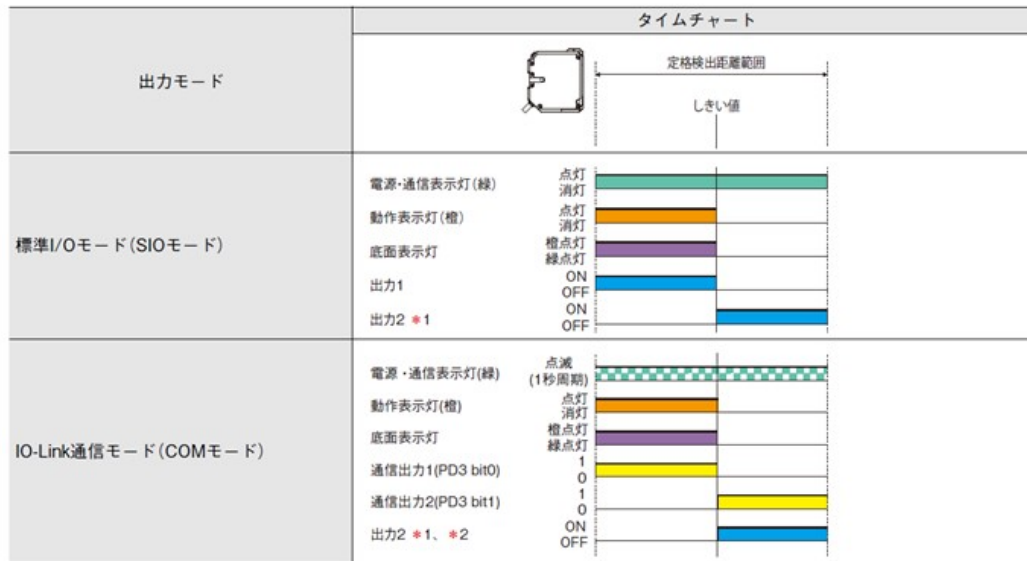 タイムチャート
出力モード
定格検出距離範囲
しきい値
標準I/Oモード(SIOモード)
電源・通信表示灯(緑) 点灯
消灯
動作表示灯(橙) 点灯
消灯
底面表示灯 橙点灯
緑点灯
出力1 ON
OFF
出力2 *1 ON
OFF
IO-Link通信モード(COMモード)
電源・通信表示灯(緑) 点滅
(1秒周期)
動作表示灯(橙) 点灯
消灯
底面表示灯 橙点灯
緑点灯
通信出力1(PD3 bit0) 1
0
通信出力2(PD3 bit1) 1
0
出力2 *1、 *2 ON
OFF